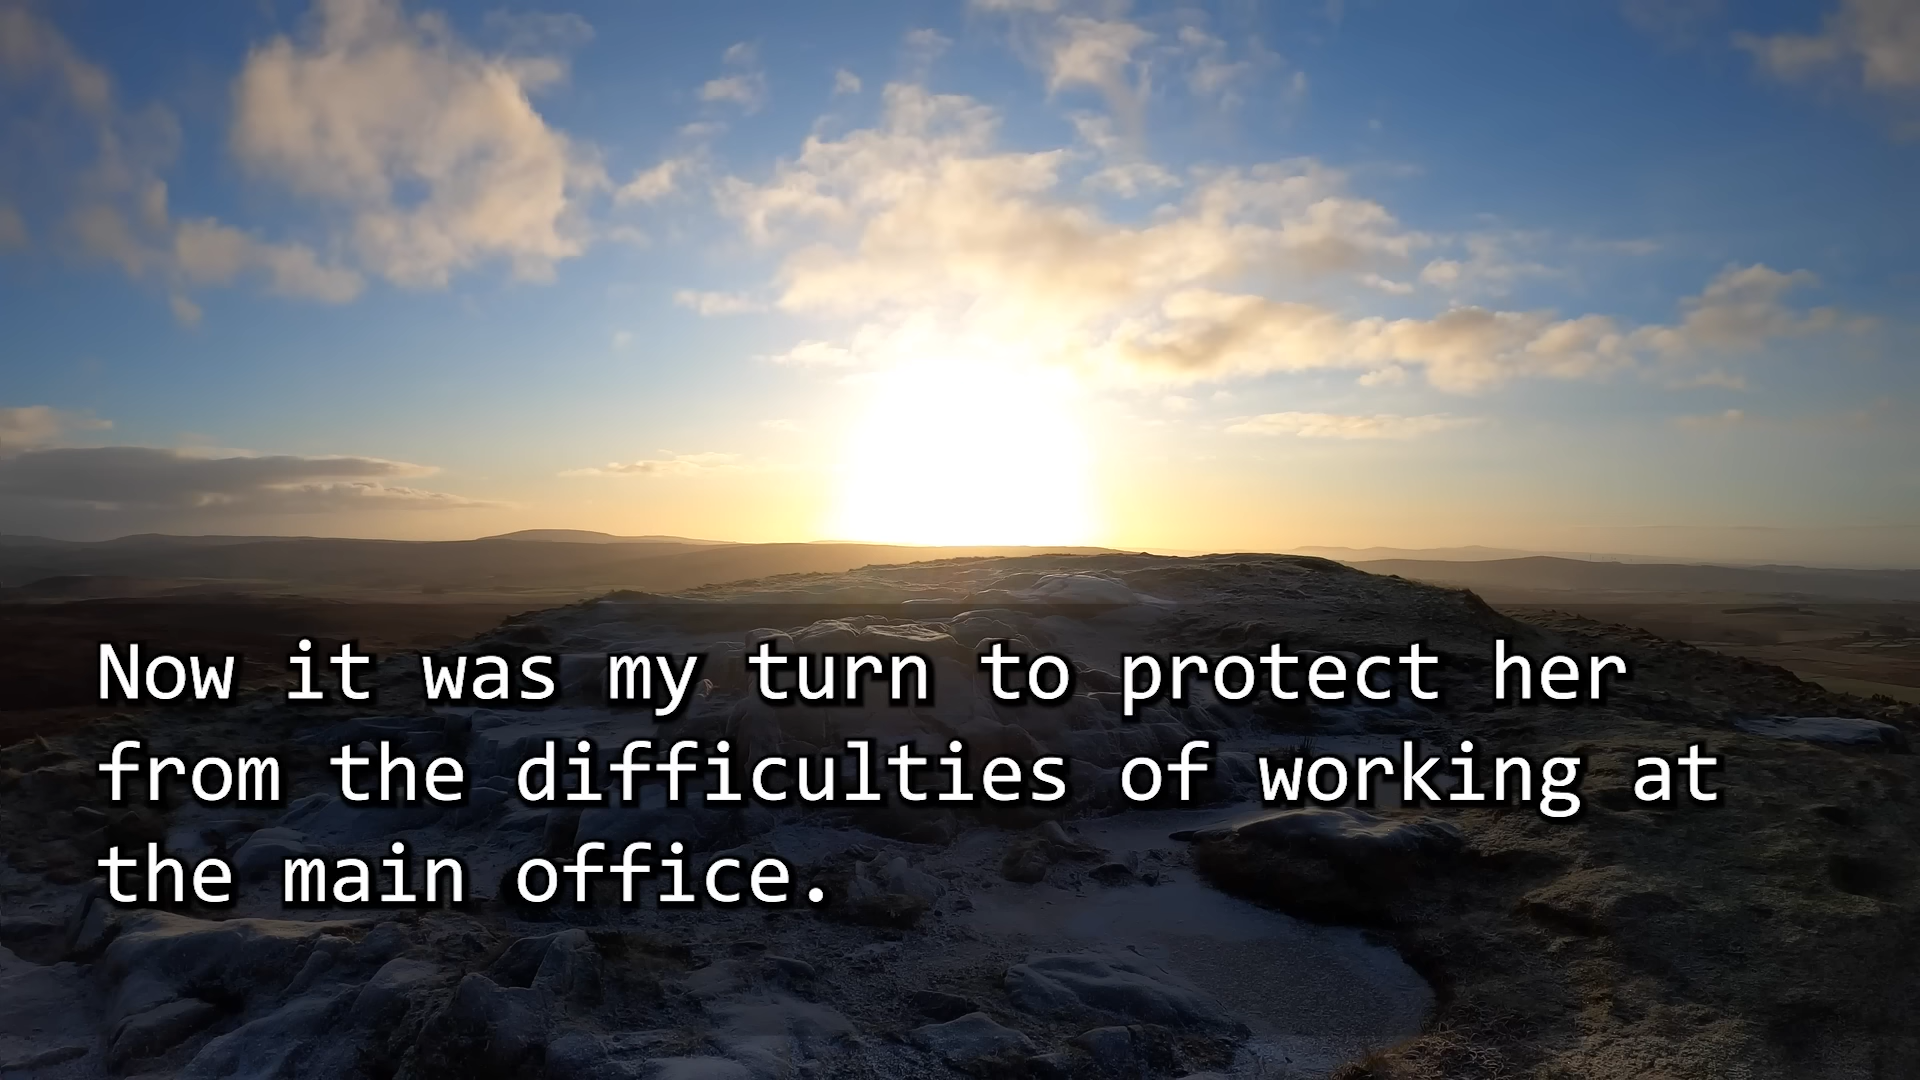 Now it was my turn to protect her
from the difficulties of working at
the main office.